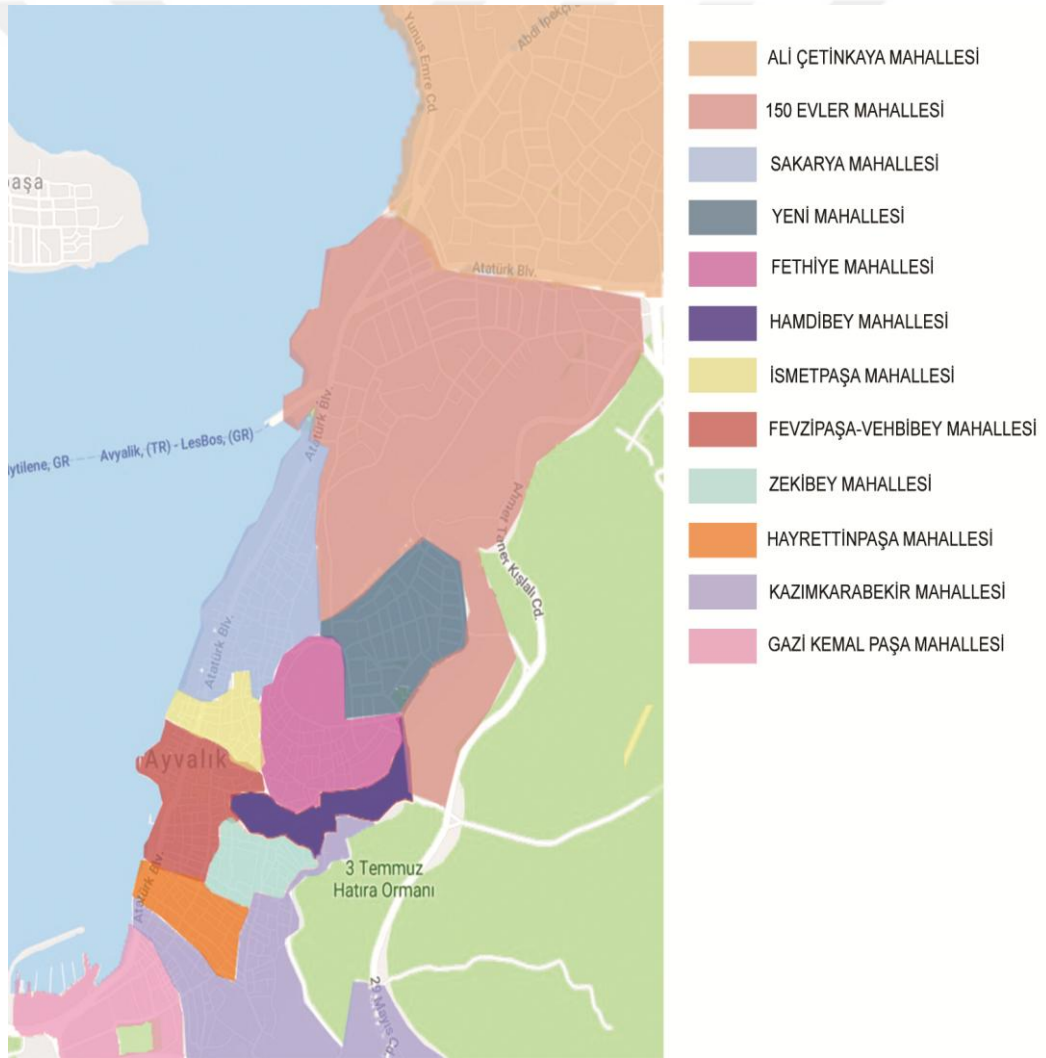 Yunus Emre Cd.
Abdi İpekçi
aşa
Atatürk Blv.
Atatürk Blv.
ytilene, GR
Avyalik, (TR) - LesBos, (GR)
Ahmet Taner Kışlalı Cd.
Atatürk Blv.
Ayvalık
3 Temmuz
Hatıra Ormanı
Atatürk Blv.
29 Mayıs Cd.
ALİ ÇETİNKAYA MAHALLESİ
150 EVLER MAHALLESİ
SAKARYA MAHALLESİ
YENİ MAHALLESİ
FETHİYE MAHALLESİ
HAMDİBEY MAHALLESİ
İSMETPAŞA MAHALLESİ
FEVZİPAŞA-VEHBİBEY MAHALLESİ
ZEKİBEY MAHALLESİ
HAYRETTİNPAŞA MAHALLESİ
KAZIMKARABEKİR MAHALLESİ
GAZİ KEMAL PAŞA MAHALLESİ